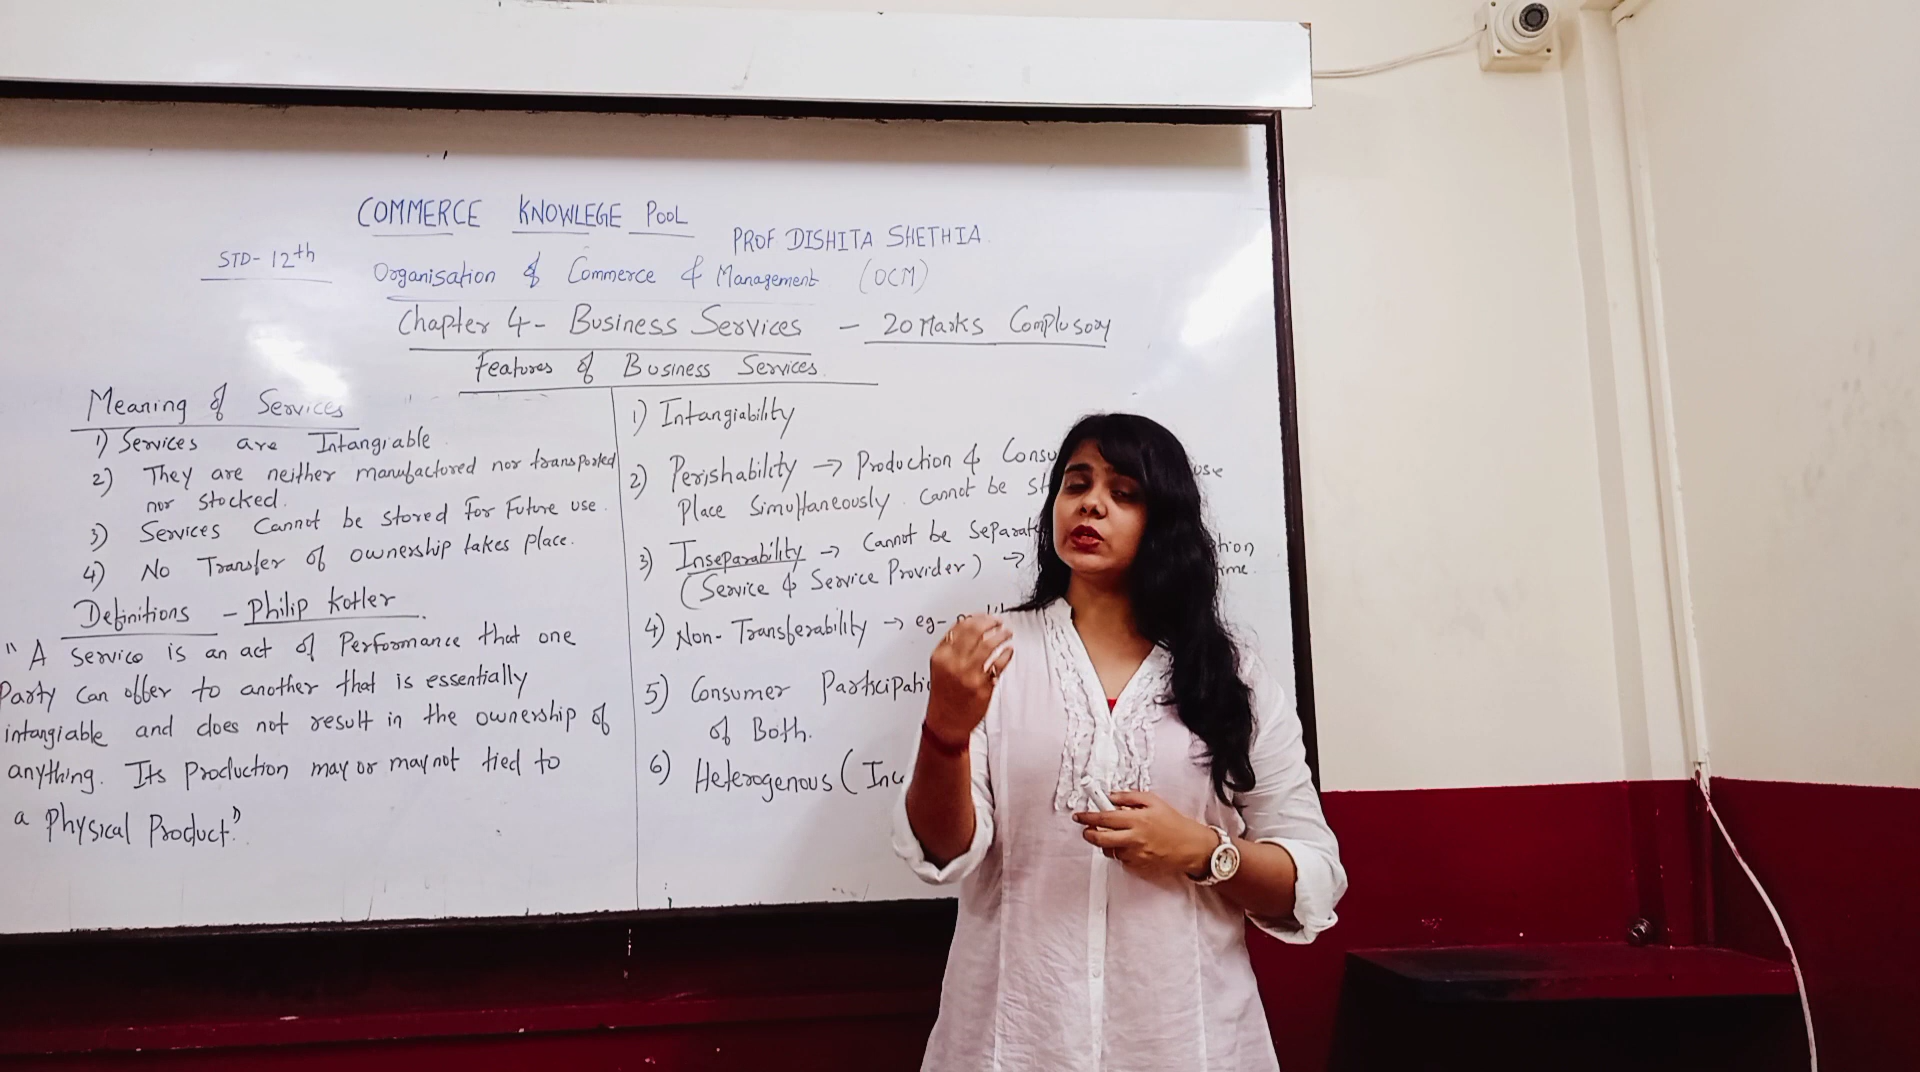 COMMERCE KNOWLEGE POOL
PROF DISHITA SHETHIA
STD- 12th
Organisation of Commerce & Management (OCM)
Chapter 4- Business Services - 20 Marks Complusory
Features of Business Services.
Meaning of Services
1) Services are Intangiable
2) They are neither manufactured nor transported
nor stocked.
3) Services Cannot be stored for Future use.
4) No Transfer of ownership takes place.
Definitions - Philip Kotler
"A Service is an act of Performance that one
Party can offer to another that is essentially
intangiable and does not result in the ownership of
anything. Its Production may or may not tied to
a Physical Product."
1) Intangiability
2) Perishability → Production & Consu
Place Simultaneously. Cannot be st use
3) Inseparability → Cannot be Separate
(Service & Service Provider) → tion
ime.
4) Non-Transferability → eg-
5) Consumer Participatio
of Both.
6) Heterogenous (Inc